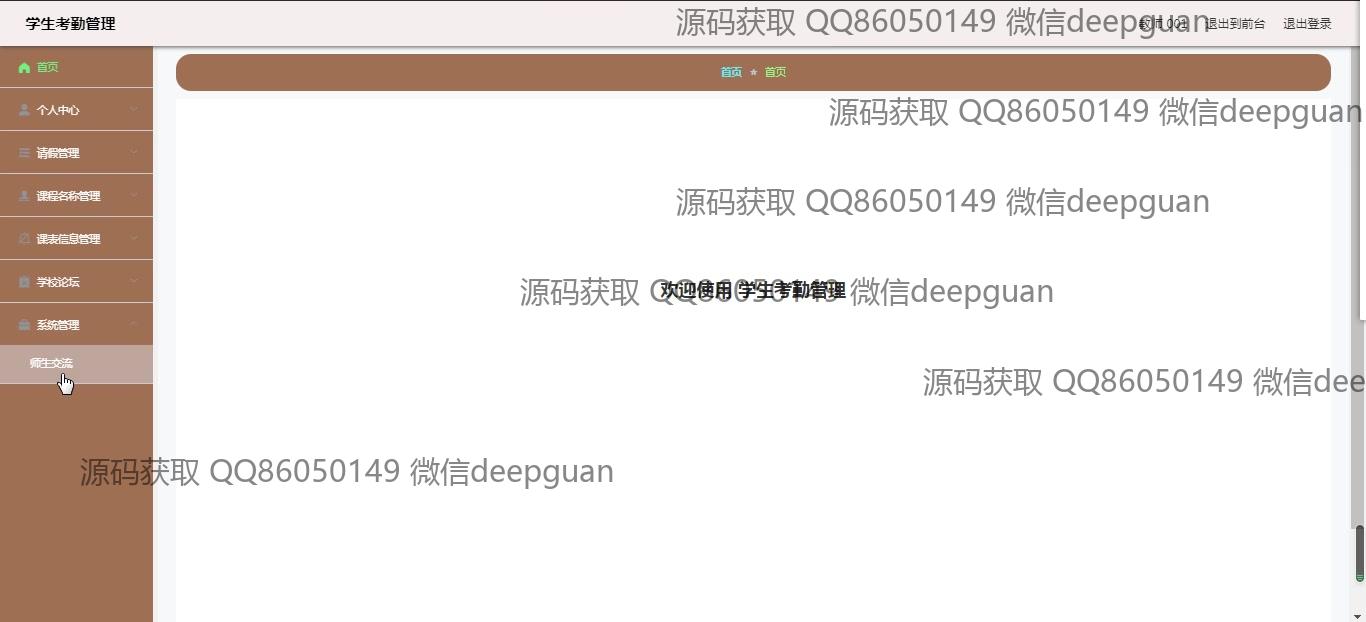 学生考勤管理
源码获取 QQ86050149 微信deepguan
教师 001 退出到前台 退出登录
首页
个人中心
请假管理
课程名称管理
课表信息管理
学校论坛
系统管理
师生交流
首页 ★ 首页
源码获取 QQ86050149 微信deepguan
源码获取 QQ86050149 微信deepguan
源码获取 QQ86050149 微信deepguan
欢迎使用 学生考勤管理
源码获取 QQ86050149 微信dee
源码获取 QQ86050149 微信deepguan